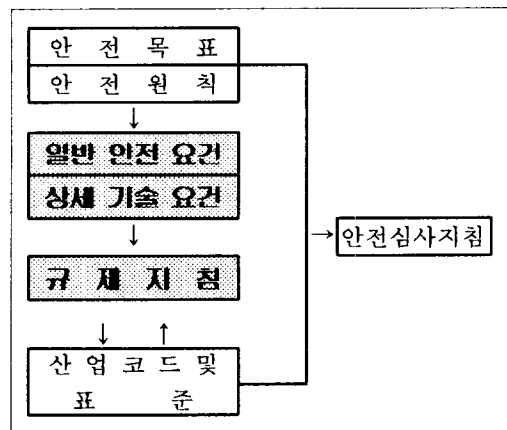 안 전 목 표
안 전 원 칙
↓
일반 안전 요건
상세 기술 요건
↓
→ 안전심사지침
규 제 지 침
↓ ↑
산 업 코 드 및
표 준